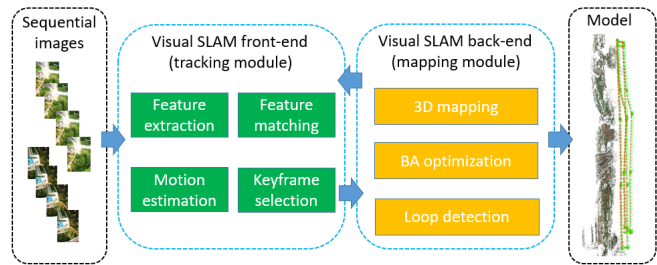 Sequential
images
Visual SLAM front-end
(tracking module)
Feature
extraction
Feature
matching
Motion
estimation
Keyframe
selection
Visual SLAM back-end
(mapping module)
3D mapping
BA optimization
Loop detection
Model